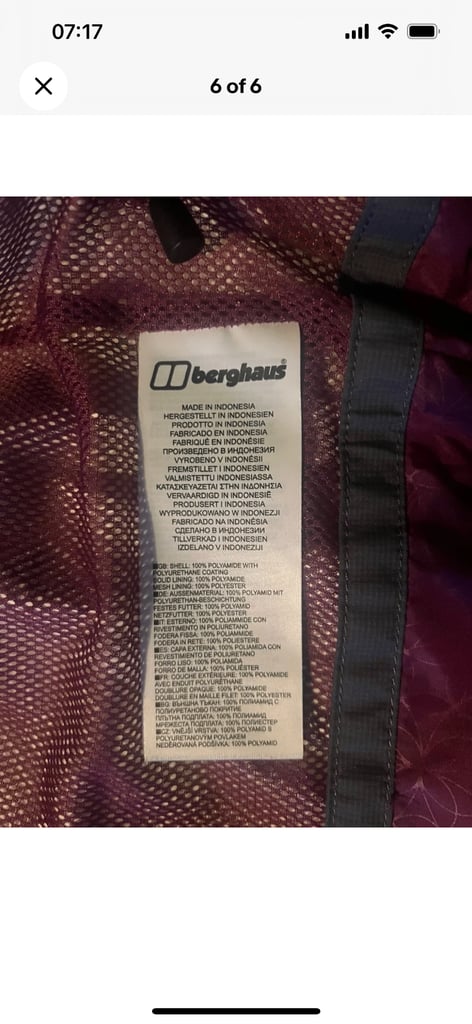 07:17
6 of 6
berghaus®
MADE IN INDONESIA
HERGESTELLT IN INDONESIEN
PRODOTTO IN INDONESIA
FABRICADO EN INDONESIA
FABRIQUÉ EN INDONÉSIE
ПРОИЗВЕДЕНО В ИНДОНЕЗИЯ
VYROBENO V INDONÉSII
FREMSTILLET I INDONESIEN
VALMISTETTU INDONESIASSA
ΚΑΤΑΣΚΕΥΑΖΕΤΑΙ ΣΤΗΝ ΙΝΔΟΝΗΣΙΑ
VERVAARDIGD IN INDONESIË
PRODUSERT I INDONESIA
WYPRODUKOWANO W INDONEZJI
FABRICADO NA INDONÉSIA
СДЕЛАНО В ИНДОНЕЗИИ
TILLVERKAD I INDONESIEN
IZDELANO V INDONEZIJI
GB: SHELL: 100% POLYAMIDE WITH
POLYURETHANE COATING
SOLID LINING: 100% POLYAMIDE
MESH LINING: 100% POLYESTER
DE: AUSSENMATERIAL: 100% POLYAMID MIT
POLYURETHAN-BESCHICHTUNG
FESTES FUTTER: 100% POLYAMID
NETZFUTTER: 100% POLYESTER
IT: ESTERNO: 100% POLIAMMIDE CON
RIVESTIMENTO IN POLIURETANO
FODERA FISSA: 100% POLIAMMIDE
FODERA IN RETE: 100% POLIESTERE
ES: CAPA EXTERNA: 100% POLIAMIDA CON
REVESTIMIENTO DE POLIURETANO
FORRO LISO: 100% POLIAMIDA
FORRO DE MALLA: 100% POLIÉSTER
FR: COUCHE EXTÉRIEURE: 100% POLYAMIDE
AVEC ENDUIT POLYURÉTHANE
DOUBLURE OPAQUE: 100% POLYAMIDE
DOUBLURE EN MAILLE FILET: 100% POLYESTER
BG: ВЪНШНА ТЪКАН: 100% ПОЛИАМИД С
ПОЛИУРЕТАНОВО ПОКРИТИЕ
ПЛЪТНА ПОДПЛАТА: 100% ПОЛИАМИД
МРЕЖЕСТА ПОДПЛАТА: 100% ПОЛИЕСТЕР
CZ: VNĚJŠÍ VRSTVA: 100% POLYAMID S
POLYURETANOVÝM POVLAKEM
NEDĚROVANÁ PODŠÍVKA: 100% POLYAMID